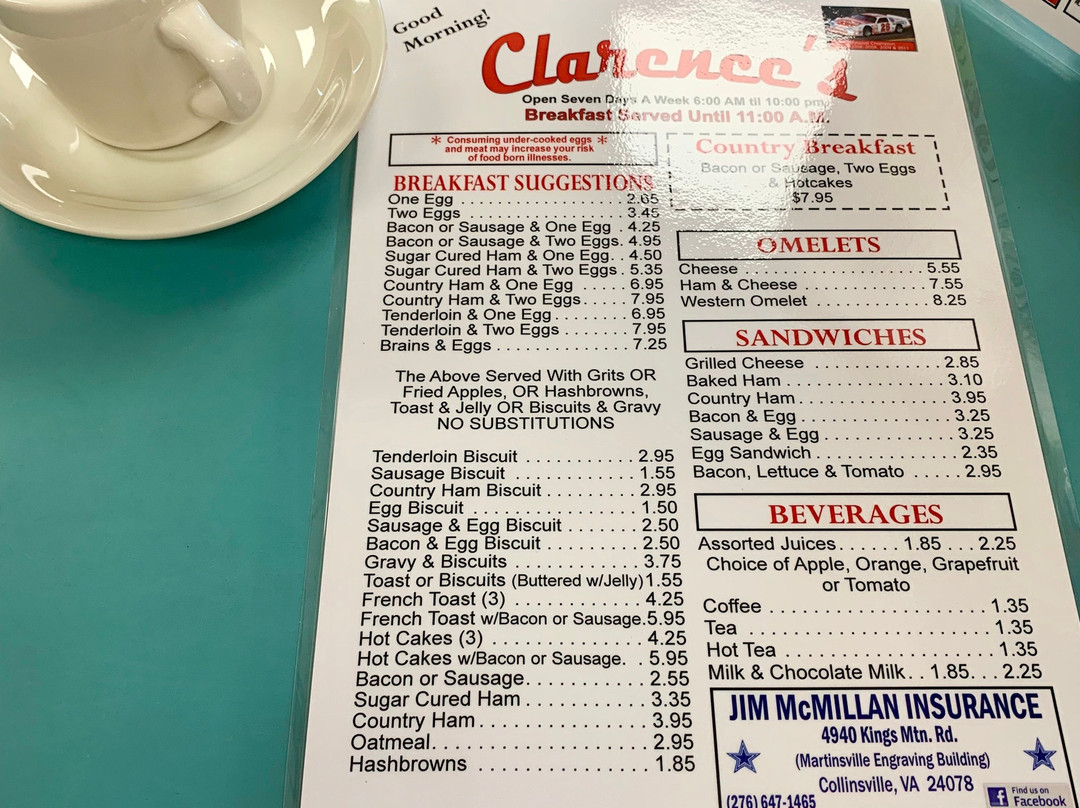 Good
Morning!
Clarence's
Open Seven Days A Week 6:00 AM til 10:00 pm
Breakfast Served Until 11:00 A.M.
* Consuming under-cooked eggs *
and meat may increase your risk
of food born illnesses.
BREAKFAST SUGGESTIONS
One Egg . . . . . . . . . . . . . . . . . 2.65
Two Eggs . . . . . . . . . . . . . . . . 3.45
Bacon or Sausage & One Egg . 4.25
Bacon or Sausage & Two Eggs. 4.95
Sugar Cured Ham & One Egg. . 4.50
Sugar Cured Ham & Two Eggs . 5.35
Country Ham & One Egg . . . . . . 6.95
Country Ham & Two Eggs. . . . . . 7.95
Tenderloin & One Egg. . . . . . . . . 6.95
Tenderloin & Two Eggs . . . . . . . 7.95
Brains & Eggs . . . . . . . . . . . . . . 7.25
The Above Served With Grits OR
Fried Apples, OR Hashbrowns,
Toast & Jelly OR Biscuits & Gravy
NO SUBSTITUTIONS
Tenderloin Biscuit . . . . . . . . . . . 2.95
Sausage Biscuit . . . . . . . . . . . . 1.55
Country Ham Biscuit . . . . . . . . . 2.95
Egg Biscuit . . . . . . . . . . . . . . . . 1.50
Sausage & Egg Biscuit . . . . . . . 2.50
Bacon & Egg Biscuit . . . . . . . . . 2.50
Gravy & Biscuits . . . . . . . . . . . . 3.75
Toast or Biscuits (Buttered w/Jelly)1.55
French Toast (3) . . . . . . . . . . . . 4.25
French Toast w/Bacon or Sausage.5.95
Hot Cakes (3) . . . . . . . . . . . . . . 4.25
Hot Cakes w/Bacon or Sausage. . 5.95
Bacon or Sausage. . . . . . . . . . . . 2.55
Sugar Cured Ham . . . . . . . . . . . 3.35
Country Ham . . . . . . . . . . . . . . . 3.95
Oatmeal. . . . . . . . . . . . . . . . . . . 2.95
Hashbrowns . . . . . . . . . . . . . . . 1.85
Country Breakfast
Bacon or Sausage, Two Eggs
& Hotcakes
$7.95
OMELETS
Cheese . . . . . . . . . . . . . . . . . . 5.55
Ham & Cheese . . . . . . . . . . . . . 7.55
Western Omelet . . . . . . . . . . . . 8.25
SANDWICHES
Grilled Cheese . . . . . . . . . . . . . 2.85
Baked Ham . . . . . . . . . . . . . . . . 3.10
Country Ham. . . . . . . . . . . . . . . 3.95
Bacon & Egg. . . . . . . . . . . . . . . 3.25
Sausage & Egg . . . . . . . . . . . . . 3.25
Egg Sandwich . . . . . . . . . . . . . . 2.35
Bacon, Lettuce & Tomato . . . . . 2.95
BEVERAGES
Assorted Juices. . . . . . 1.85 . . . 2.25
Choice of Apple, Orange, Grapefruit
or Tomato
Coffee . . . . . . . . . . . . . . . . . . . 1.35
Tea . . . . . . . . . . . . . . . . . . . . . 1.35
Hot Tea . . . . . . . . . . . . . . . . . . 1.35
Milk & Chocolate Milk. . 1.85. . . 2.25
JIM McMILLAN INSURANCE
4940 Kings Mtn. Rd.
(Martinsville Engraving Building)
Collinsville, VA 24078
(276) 647-1465
f Find us on
Facebook